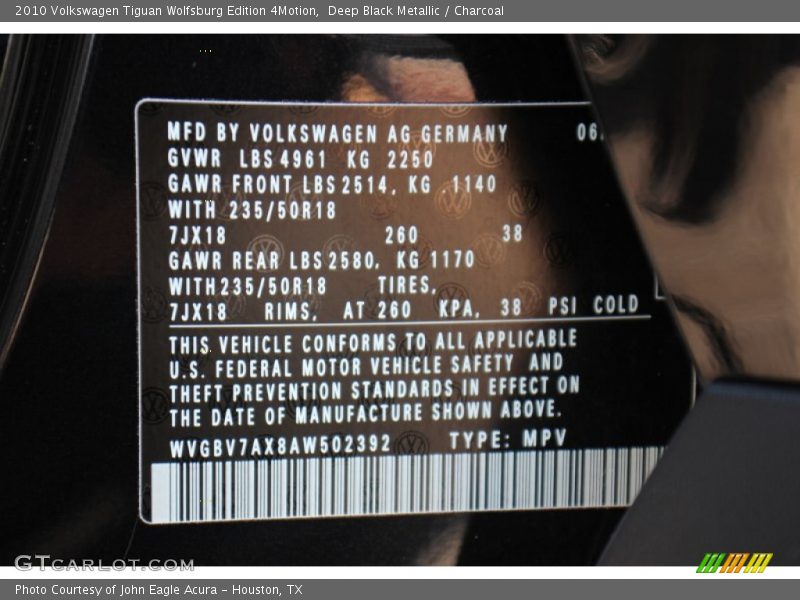 2010 Volkswagen Tiguan Wolfsburg Edition 4Motion,  Deep Black Metallic / Charcoal
MFD BY VOLKSWAGEN AG GERMANY 06
GVWR LBS 4961 KG 2250
GAWR FRONT LBS 2514, KG 1140
WITH 235/50R18
7JX18 260 38
GAWR REAR LBS 2580, KG 1170
WITH235/50R18 TIRES,
7JX18 RIMS, AT 260 KPA, 38 PSI COLD
THIS VEHICLE CONFORMS TO ALL APPLICABLE
U.S. FEDERAL MOTOR VEHICLE SAFETY AND
THEFT PREVENTION STANDARDS IN EFFECT ON
THE DATE OF MANUFACTURE SHOWN ABOVE.
WVGBV7AX8AW502392 TYPE: MPV
GTCARLOT.COM
Photo Courtesy of John Eagle Acura - Houston, TX